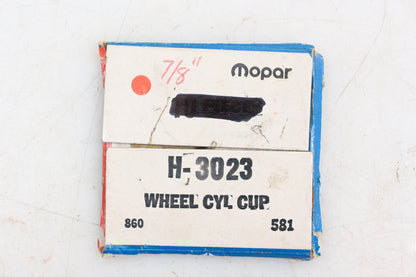 7/8"
mopar
H-3023
WHEEL CYL CUP
860 581